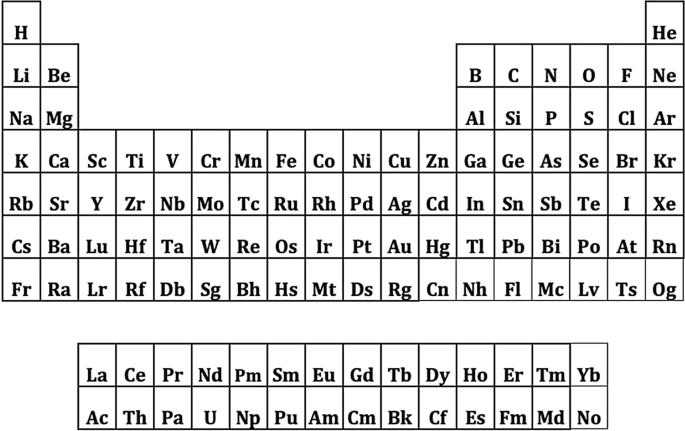 H He
Li Be B C N O F Ne
Na Mg Al Si P S Cl Ar
K Ca Sc Ti V Cr Mn Fe Co Ni Cu Zn Ga Ge As Se Br Kr
Rb Sr Y Zr Nb Mo Tc Ru Rh Pd Ag Cd In Sn Sb Te I Xe
Cs Ba Lu Hf Ta W Re Os Ir Pt Au Hg Tl Pb Bi Po At Rn
Fr Ra Lr Rf Db Sg Bh Hs Mt Ds Rg Cn Nh Fl Mc Lv Ts Og
La Ce Pr Nd Pm Sm Eu Gd Tb Dy Ho Er Tm Yb
Ac Th Pa U Np Pu Am Cm Bk Cf Es Fm Md No